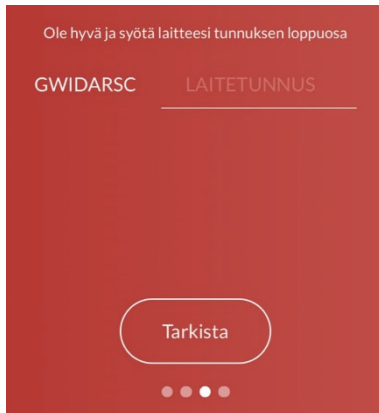 Ole hyvä ja syötä laitteesi tunnuksen loppuosa
GWIDARSC LAITETUNNUS
Tarkista